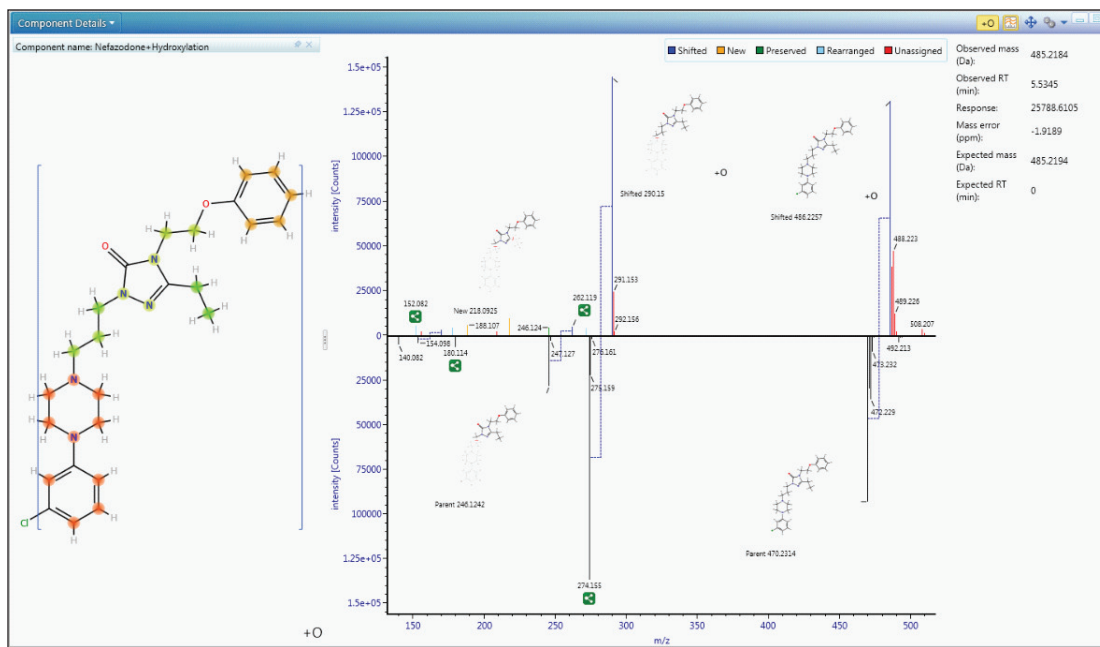 Component Details
+O
Component name: Nefazodone+Hydroxylation
Shifted New Preserved Rearranged Unassigned
Observed mass (Da): 485.2184
Observed RT (min): 5.5345
Response: 25788.6105
Mass error (ppm): -1.9189
Expected mass (Da): 485.2194
Expected RT (min): 0
1.5e+05
1.25e+05
100000
75000
50000
25000
0
25000
50000
75000
100000
1.25e+05
1.5e+05
intensity [Counts]
intensity [Counts]
+O
Shifted 290.15
+O
Shifted 486.2257
New 218.0925
152.082
188.107
246.124
262.119
291.153
292.156
488.223
489.226
508.207
140.082
154.098
180.114
247.127
276.161
275.159
274.155
492.213
473.232
472.229
Parent 246.1242
Parent 470.2314
150 200 250 300 350 400 450 500
m/z
H H H H H H H H H H H H H H H H H H H H H H
O
O
N
N
N
N
N
Cl
+O